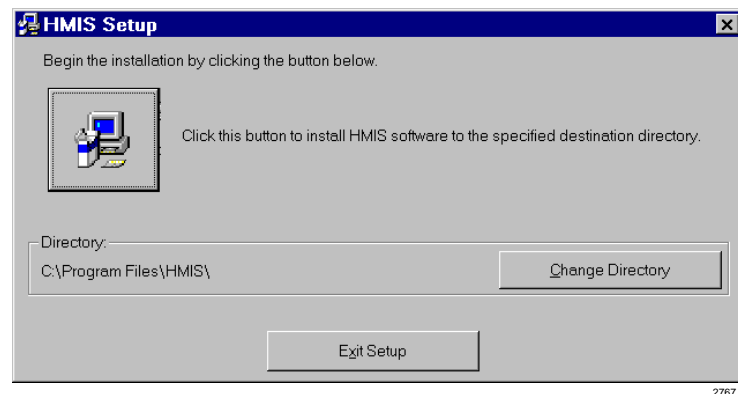 HMIS Setup
Begin the installation by clicking the button below.
Click this button to install HMIS software to the specified destination directory.
Directory:
C:\Program Files\HMIS\
Change Directory
Exit Setup
2767